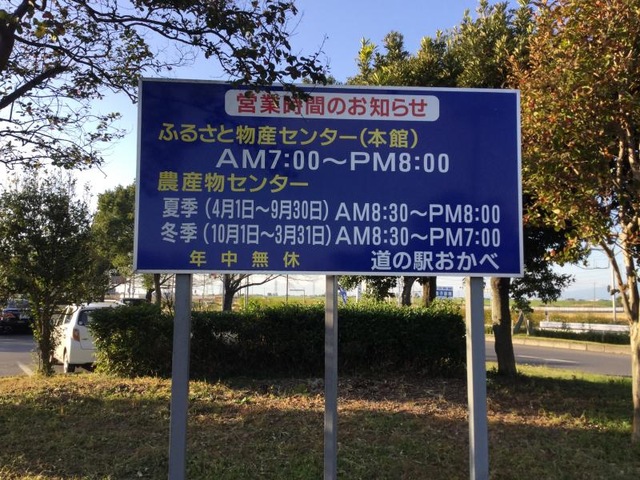 営業時間のお知らせ
ふるさと物産センター(本館)
AM7:00～PM8:00
農産物センター
夏季(4月1日～9月30日)AM8:30～PM8:00
冬季(10月1日～3月31日)AM8:30～PM7:00
年中無休 道の駅おかべ